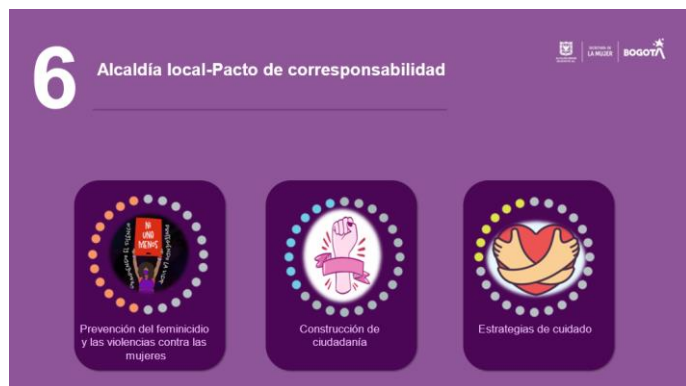 6
Alcaldía local-Pacto de corresponsabilidad
LA MUJER
BOGOTÁ
NI
UNA
MENOS
Prevención del feminicidio
y las violencias contra las
mujeres
Construcción de
ciudadanía
Estrategias de cuidado